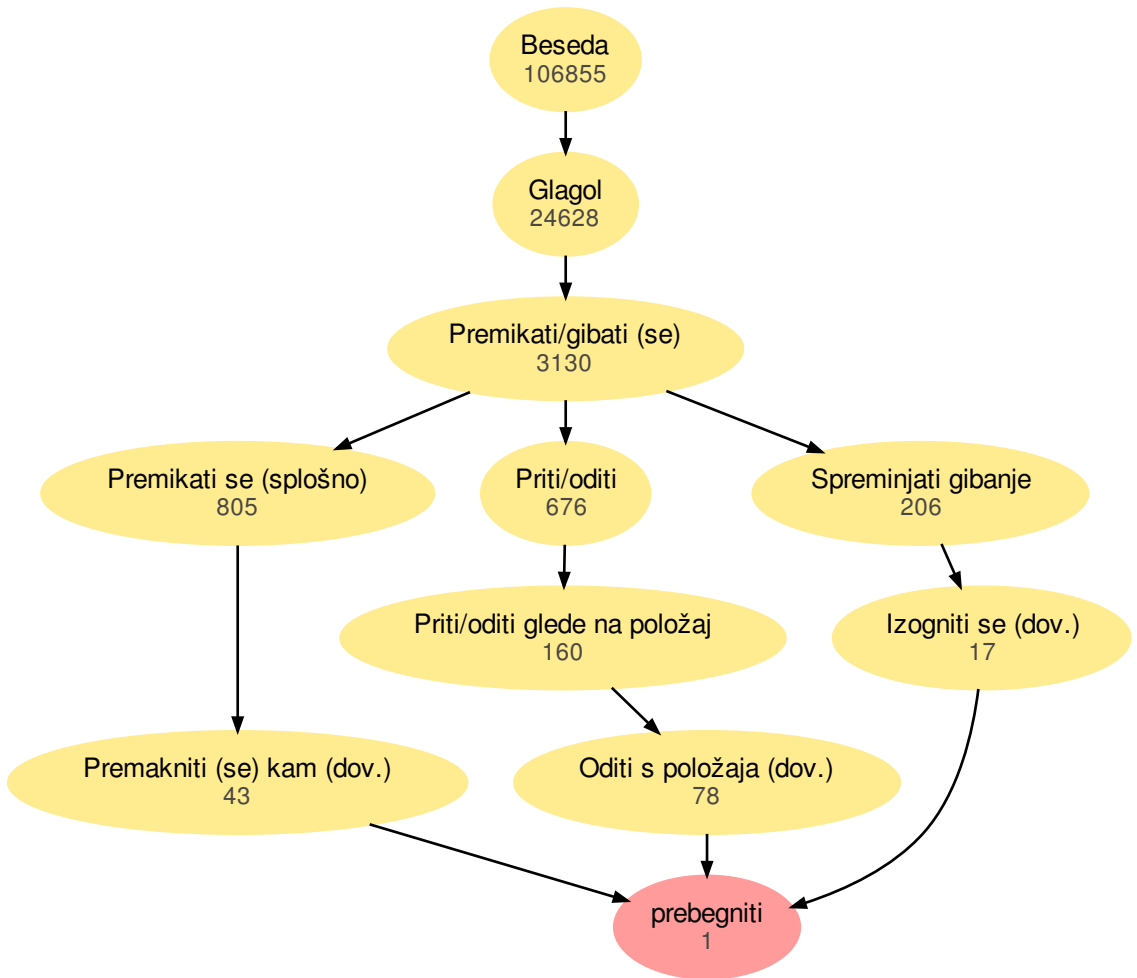 Beseda
106855
Glagol
24628
Premikati/gibati (se)
3130
Premikati se (splošno)
805
Priti/oditi
676
Spreminjati gibanje
206
Priti/oditi glede na položaj
160
Izogniti se (dov.)
17
Premakniti (se) kam (dov.)
43
Oditi s položaja (dov.)
78
prebegniti
1